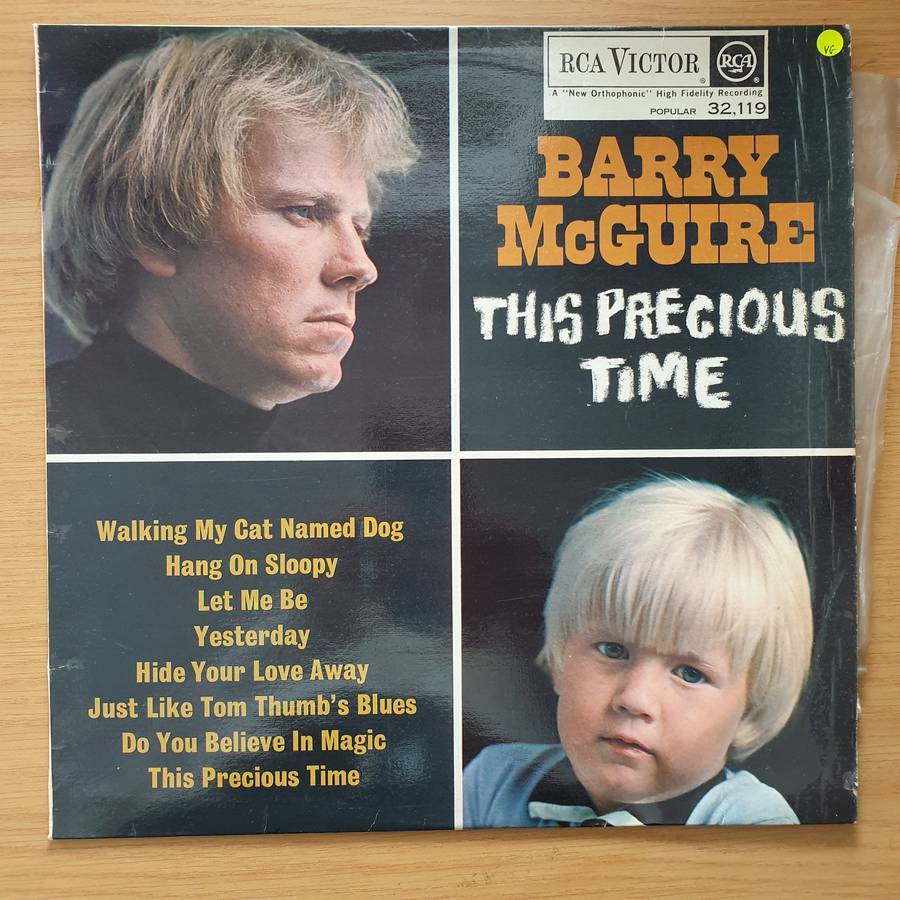 RCA VICTOR ®
RCA ®
A "New Orthophonic" High Fidelity Recording
POPULAR 32,119
VG
BARRY
McGUIRE
THIS PRECIOUS
TIME
Walking My Cat Named Dog
Hang On Sloopy
Let Me Be
Yesterday
Hide Your Love Away
Just Like Tom Thumb's Blues
Do You Believe In Magic
This Precious Time